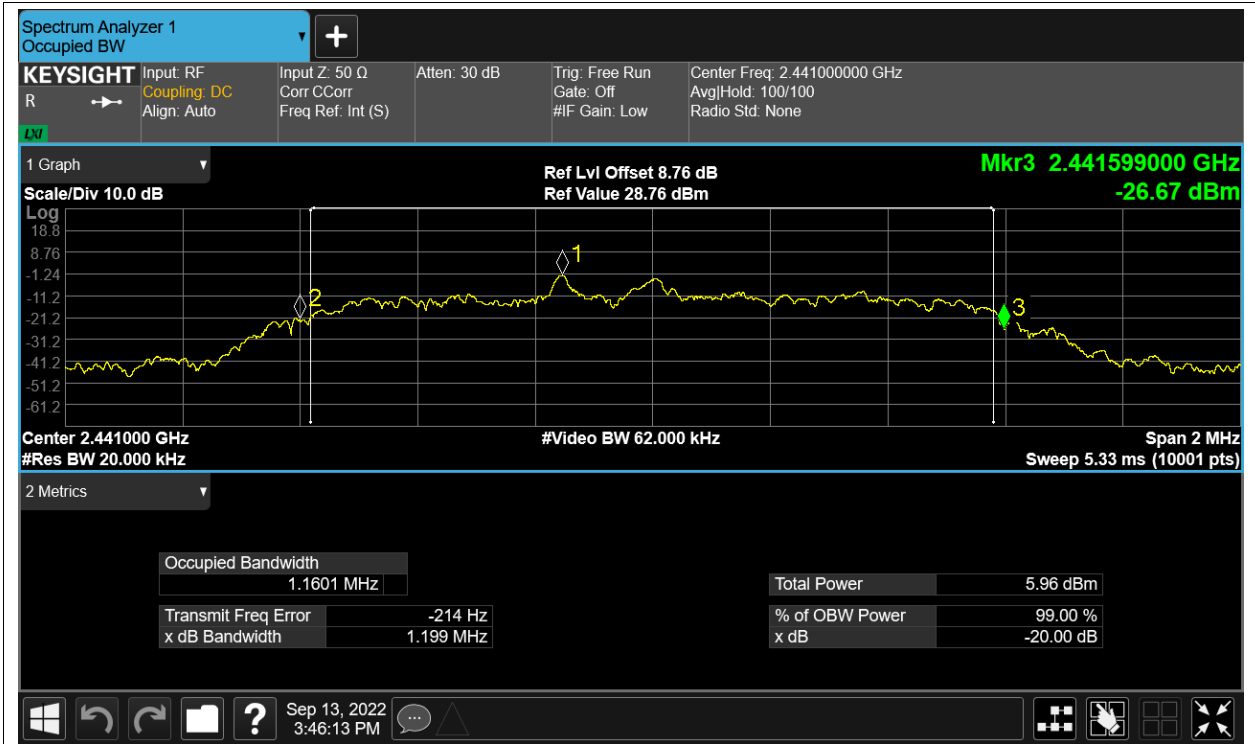 Spectrum Analyzer 1
Occupied BW
KEYSIGHT
R
LXI
Input: RF
Coupling: DC
Align: Auto
Input Z: 50 Ω
Corr CCorr
Freq Ref: Int (S)
Atten: 30 dB
Trig: Free Run
Gate: Off
#IF Gain: Low
Center Freq: 2.441000000 GHz
Avg|Hold: 100/100
Radio Std: None
1 Graph
Scale/Div 10.0 dB
Ref Lvl Offset 8.76 dB
Ref Value 28.76 dBm
Mkr3 2.441599000 GHz
-26.67 dBm
Log
18.8
8.76
-1.24
-11.2
-21.2
-31.2
-41.2
-51.2
-61.2
1
2
3
Center 2.441000 GHz
#Res BW 20.000 kHz
#Video BW 62.000 kHz
Span 2 MHz
Sweep 5.33 ms (10001 pts)
2 Metrics
Occupied Bandwidth
1.1601 MHz
Transmit Freq Error -214 Hz
x dB Bandwidth 1.199 MHz
Total Power 5.96 dBm
% of OBW Power 99.00 %
x dB -20.00 dB
?
Sep 13, 2022
3:46:13 PM